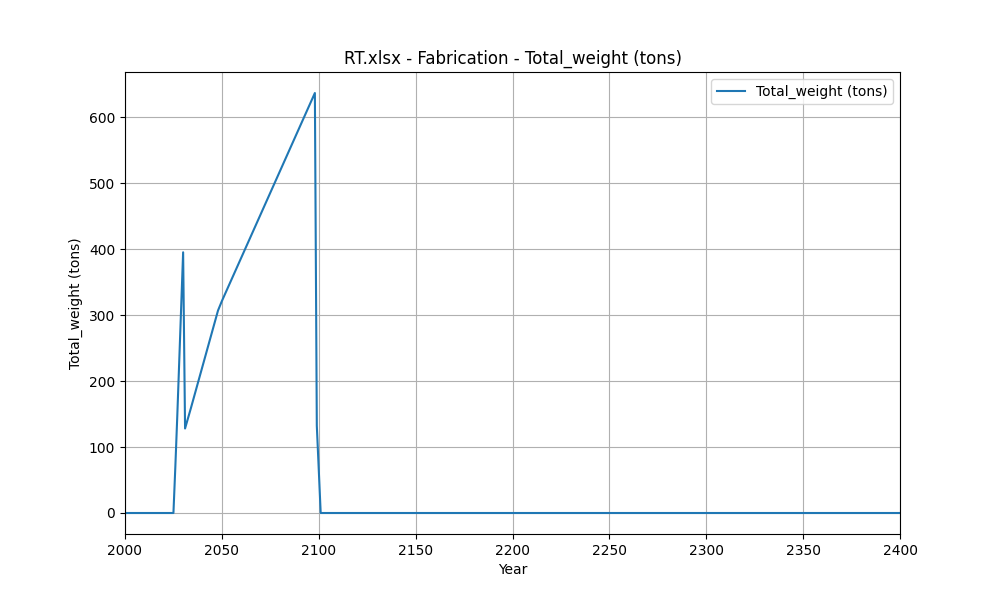 RT.xlsx - Fabrication - Total_weight (tons)
Total_weight (tons)
Total_weight (tons)
600
500
400
300
200
100
0
2000 2050 2100 2150 2200 2250 2300 2350 2400
Year